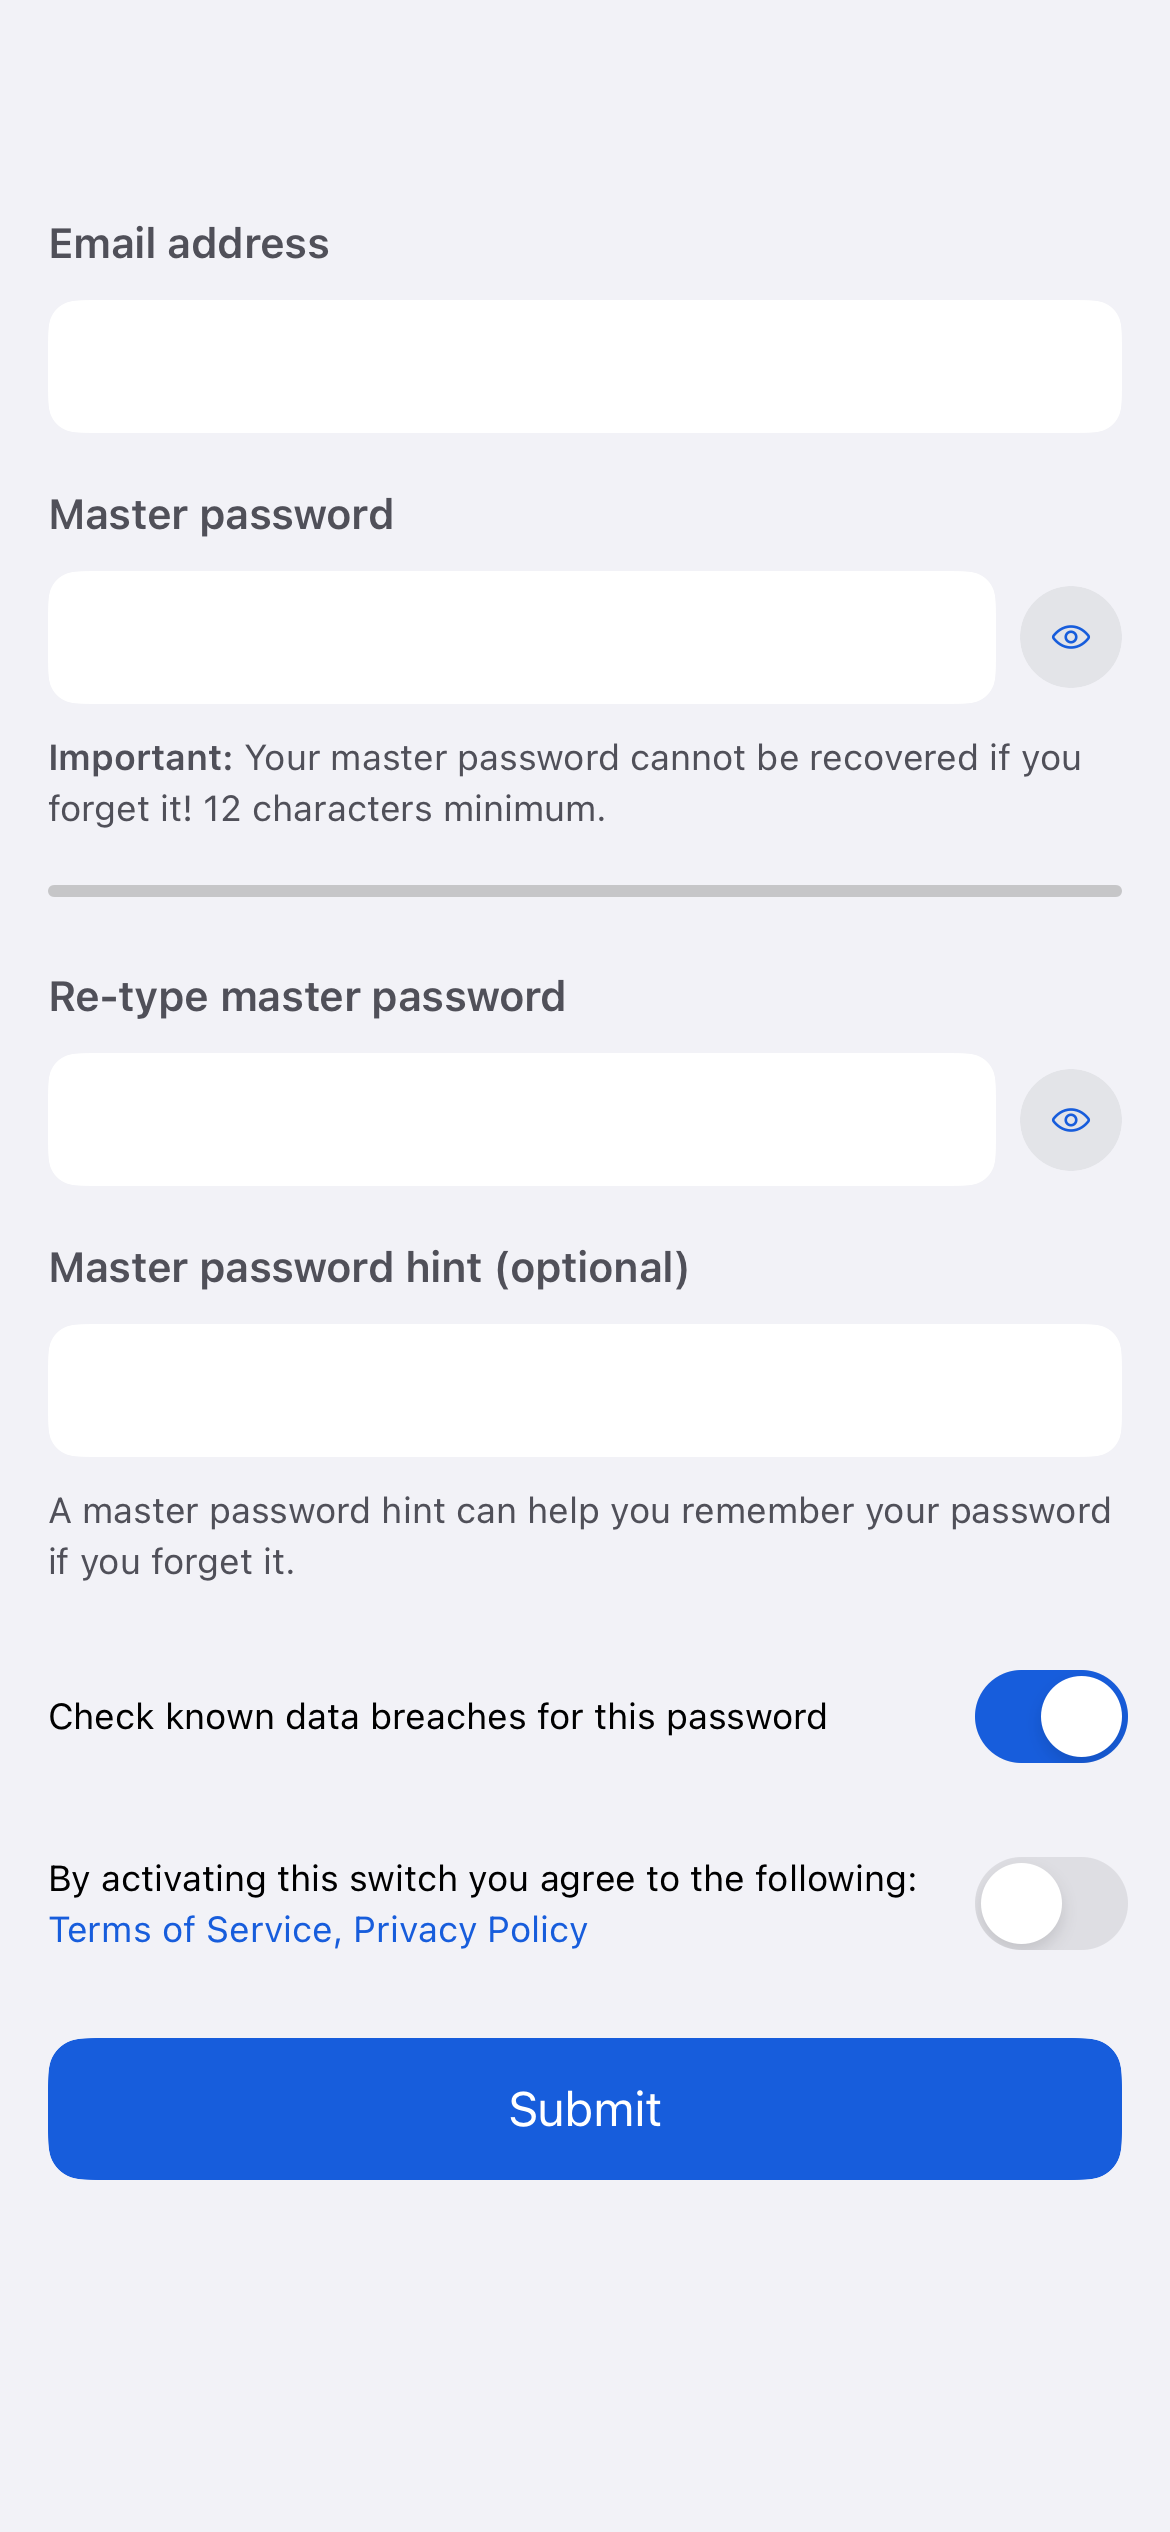 Email address
Master password
Important: Your master password cannot be recovered if you
forget it! 12 characters minimum.
Re-type master password
Master password hint (optional)
A master password hint can help you remember your password
if you forget it.
Check known data breaches for this password
By activating this switch you agree to the following:
Terms of Service, Privacy Policy
Submit